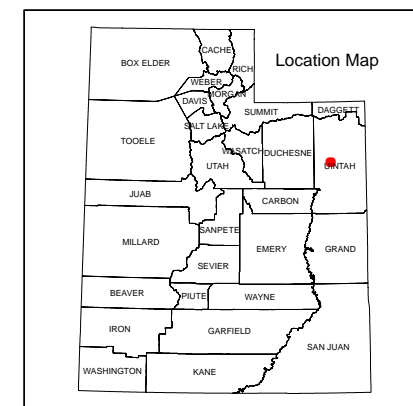 Location Map
CACHE
BOX ELDER
RICH
WEBER
MORGAN
DAVIS
SUMMIT
DAGGETT
SALT LAKE
TOOELE
WASATCH
DUCHESNE
UINTAH
UTAH
JUAB
CARBON
SANPETE
MILLARD
EMERY
GRAND
SEVIER
BEAVER
PIUTE
WAYNE
IRON
GARFIELD
SAN JUAN
WASHINGTON
KANE